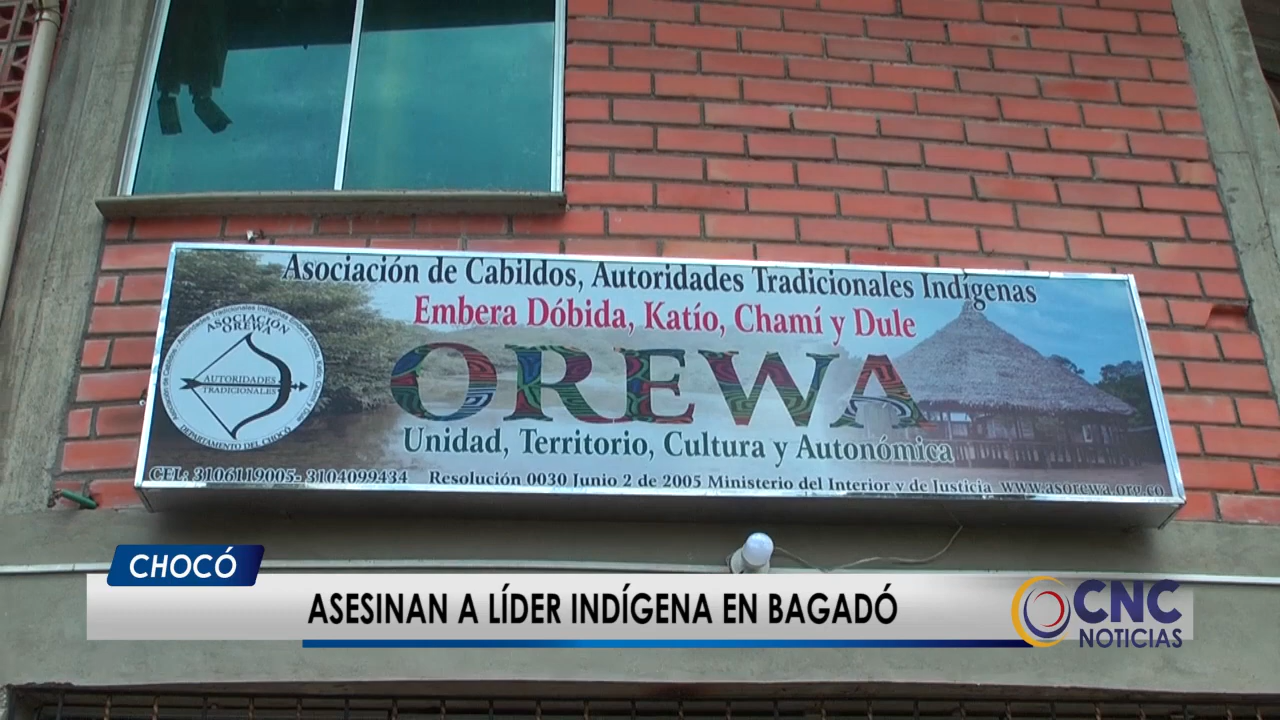 Asociación de Cabildos, Autoridades Tradicionales Indígenas
Embera Dóbida, Katío, Chamí y Dule
OREWA
Unidad, Territorio, Cultura y Autonómica
CEL: 3106119005- 3104099434 Resolución 0030 Junio 2 de 2005 Ministerio del Interior y de Justicia www.asorewa.org.co
ASOCIACIÓN
OREWA
AUTORIDADES
TRADICIONALES
DEPARTAMENTO DEL CHOCÓ
CHOCÓ
ASESINAN A LÍDER INDÍGENA EN BAGADÓ
CNC
NOTICIAS